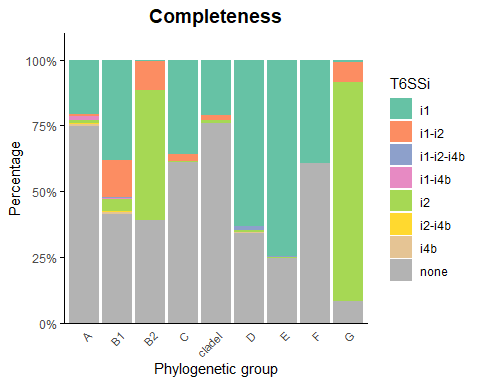 Completeness
100%
75%
50%
25%
0%
Percentage
A
B1
B2
C
cladeI
D
E
F
G
Phylogenetic group
T6SSi
i1
i1-i2
i1-i2-i4b
i1-i4b
i2
i2-i4b
i4b
none